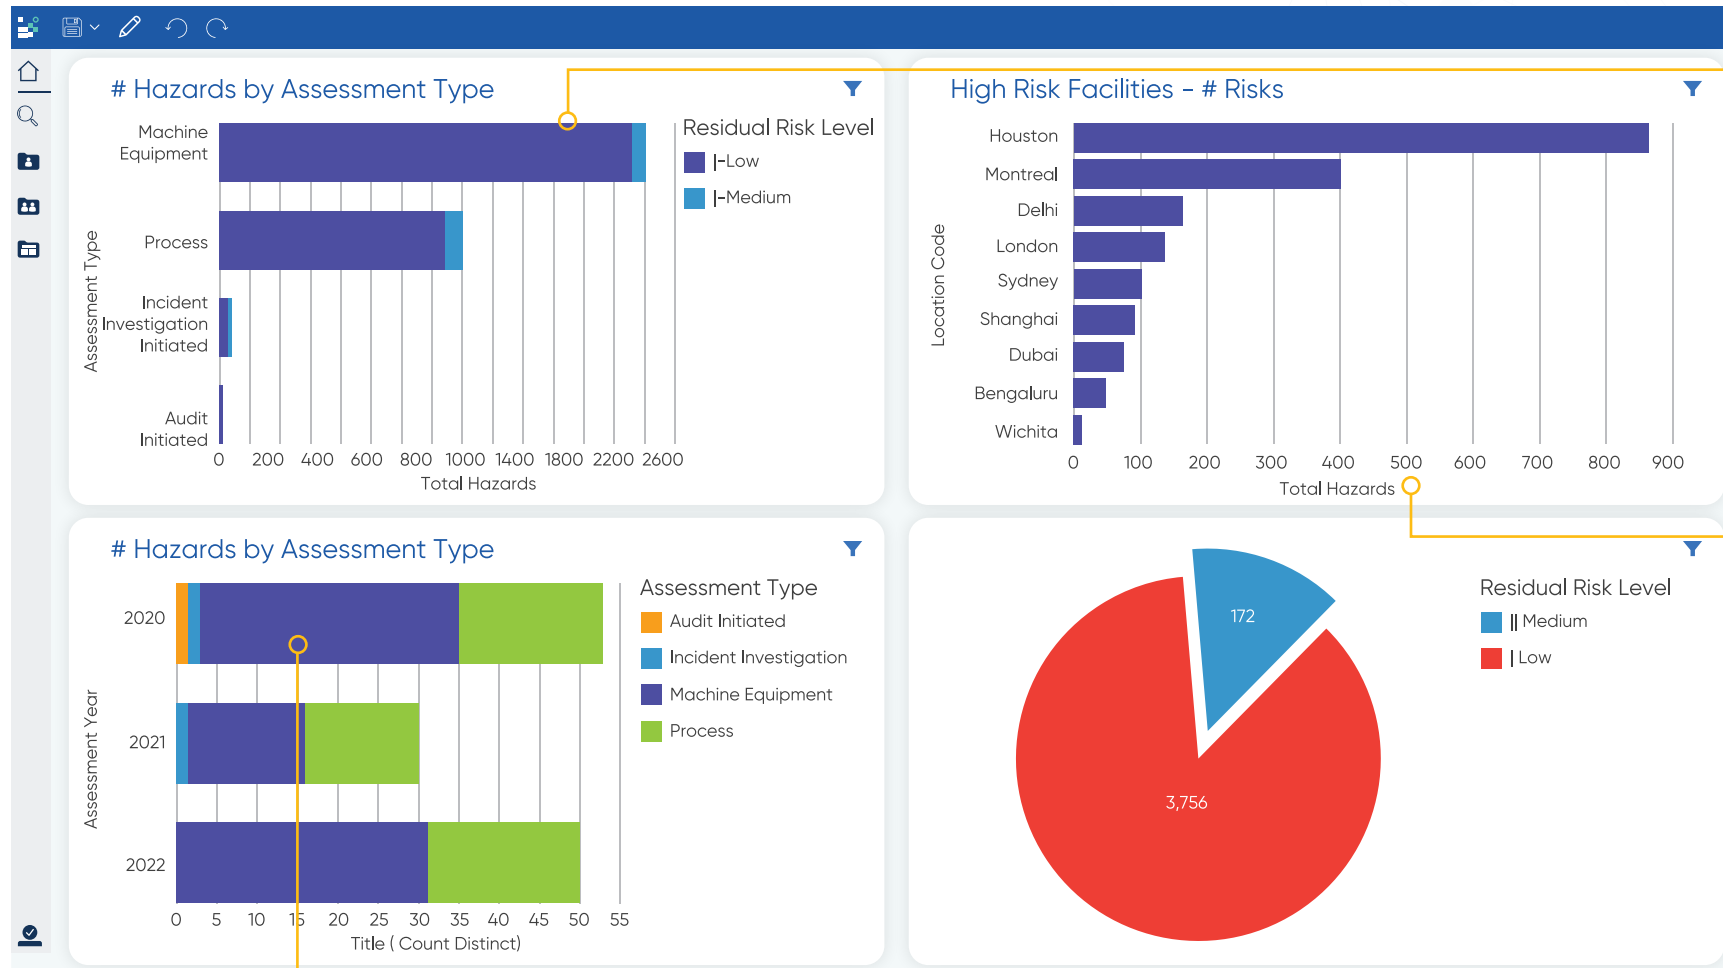 # Hazards by Assessment Type
Machine
Equipment
Process
Incident
Investigation
Initiated
Audit
Initiated
Assessment Type
0 200 400 600 800 1000 1400 1800 2200 2600
Total Hazards
Residual Risk Level
|-Low
|-Medium
High Risk Facilities - # Risks
Houston
Montreal
Delhi
London
Sydney
Shanghai
Dubai
Bengaluru
Wichita
Location Code
0 100 200 300 400 500 600 700 800 900
Total Hazards
# Hazards by Assessment Type
2020
2021
2022
Assessment Year
0 5 10 15 20 25 30 35 40 45 50 55
Title ( Count Distinct)
Assessment Type
Audit Initiated
Incident Investigation
Machine Equipment
Process
172
3,756
Residual Risk Level
|| Medium
| Low